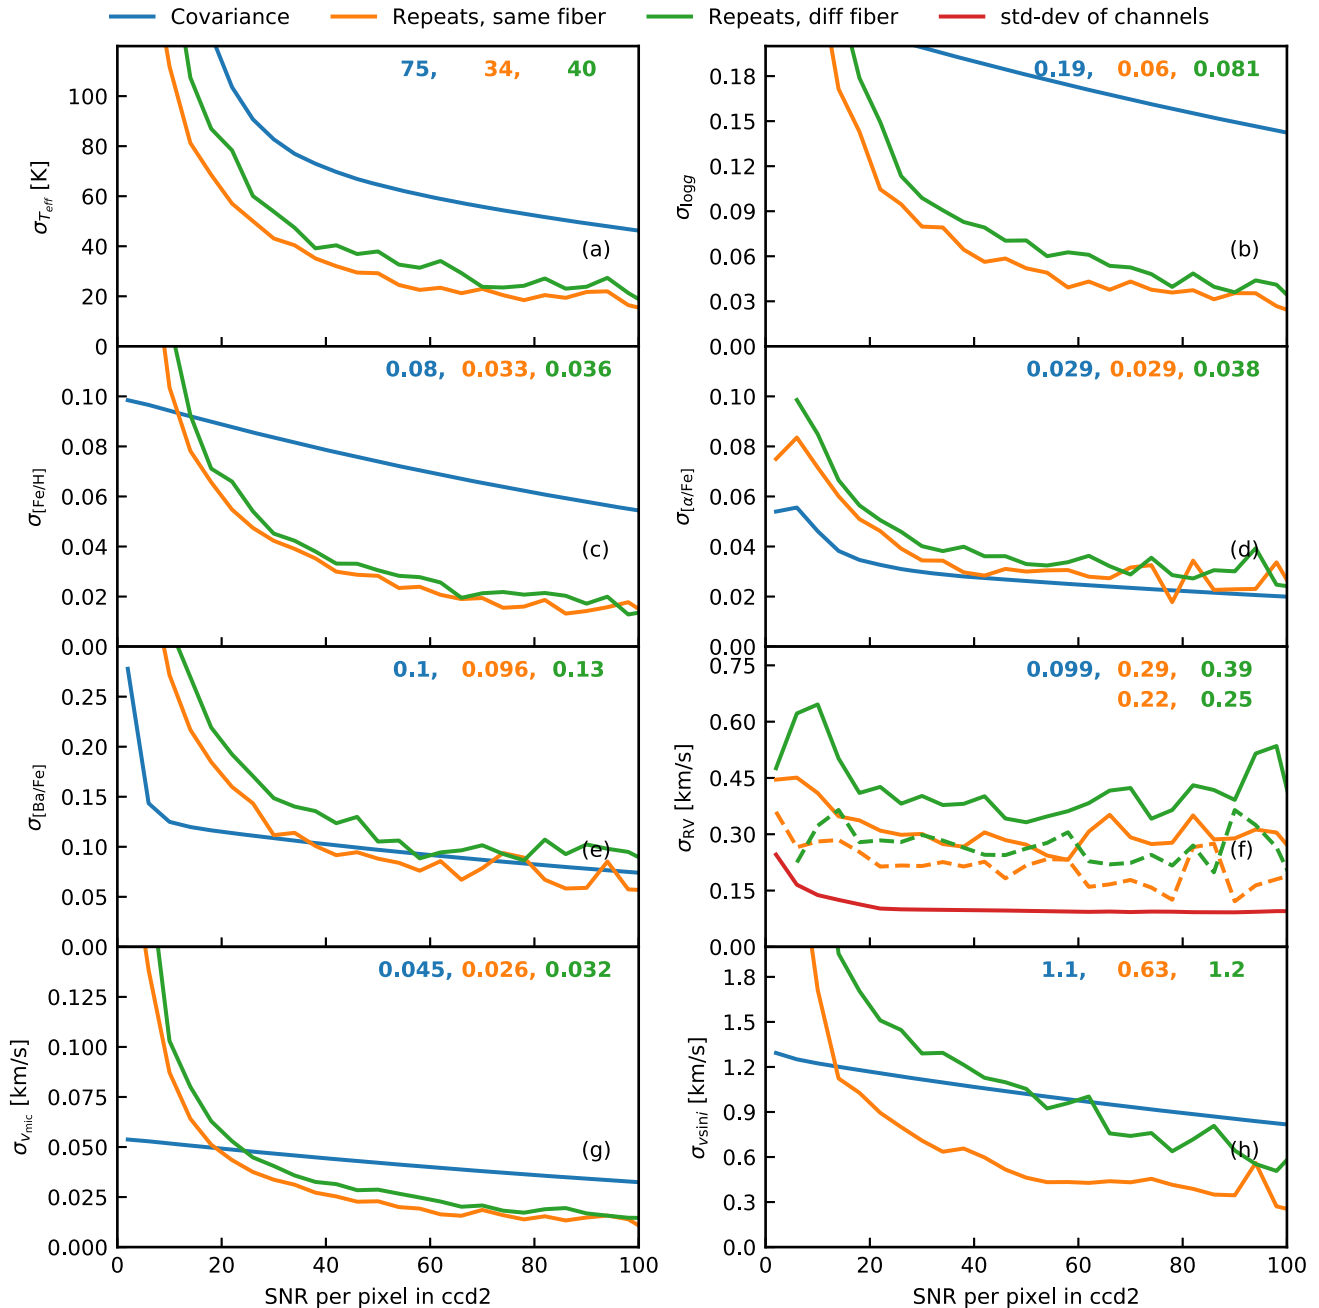 Covariance Repeats, same fiber Repeats, diff fiber std-dev of channels
75, 34, 40
100
80
60
40
20
0
σ_{T_{eff}} [K]
(a)
0.19, 0.06, 0.081
0.18
0.15
0.12
0.09
0.06
0.03
0.00
σ_{logg}
(b)
0.08, 0.033, 0.036
0.10
0.08
0.06
0.04
0.02
0.00
σ_{[Fe/H]}
(c)
0.029, 0.029, 0.038
0.10
0.08
0.06
0.04
0.02
0.00
σ_{[α/Fe]}
(d)
0.1, 0.096, 0.13
0.25
0.20
0.15
0.10
0.05
0.00
σ_{[Ba/Fe]}
(e)
0.099, 0.29, 0.39
0.22, 0.25
0.75
0.60
0.45
0.30
0.15
0.00
σ_{RV} [km/s]
(f)
0.045, 0.026, 0.032
0.125
0.100
0.075
0.050
0.025
0.000
σ_{v_{mic}} [km/s]
(g)
0 20 40 60 80 100
SNR per pixel in ccd2
1.1, 0.63, 1.2
1.8
1.5
1.2
0.9
0.6
0.3
0.0
σ_{vsini} [km/s]
(h)
0 20 40 60 80 100
SNR per pixel in ccd2